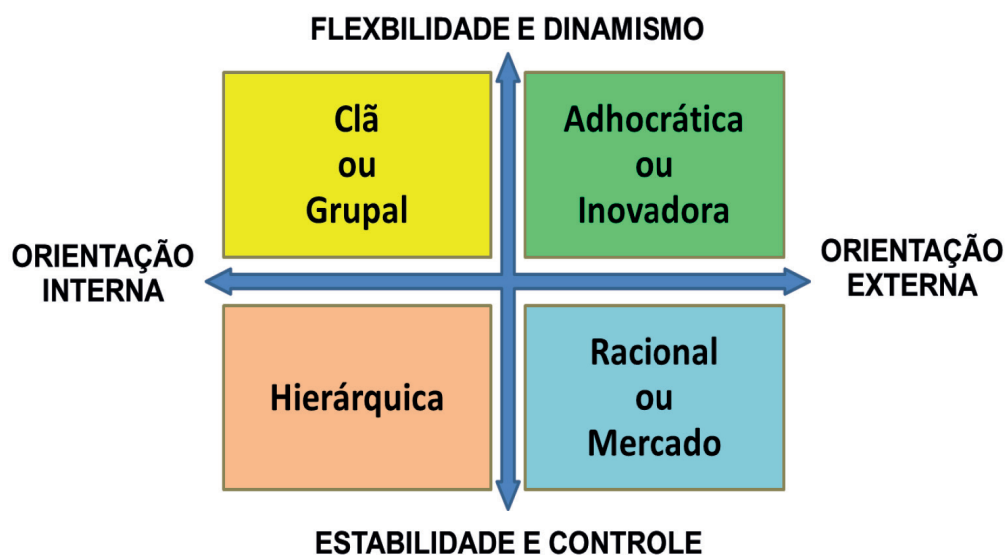 FLEXBILIDADE E DINAMISMO
Clã
ou
Grupal
Adhocrática
ou
Inovadora
ORIENTAÇÃO
INTERNA
ORIENTAÇÃO
EXTERNA
Hierárquica
Racional
ou
Mercado
ESTABILIDADE E CONTROLE